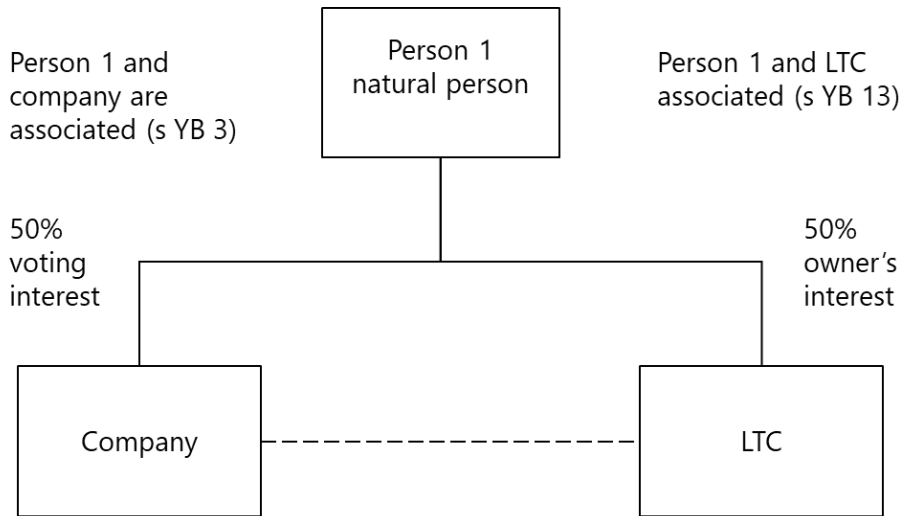 Person 1
natural person
Person 1 and
company are
associated (s YB 3)
Person 1 and LTC
associated (s YB 13)
50%
voting
interest
50%
owner’s
interest
Company
LTC